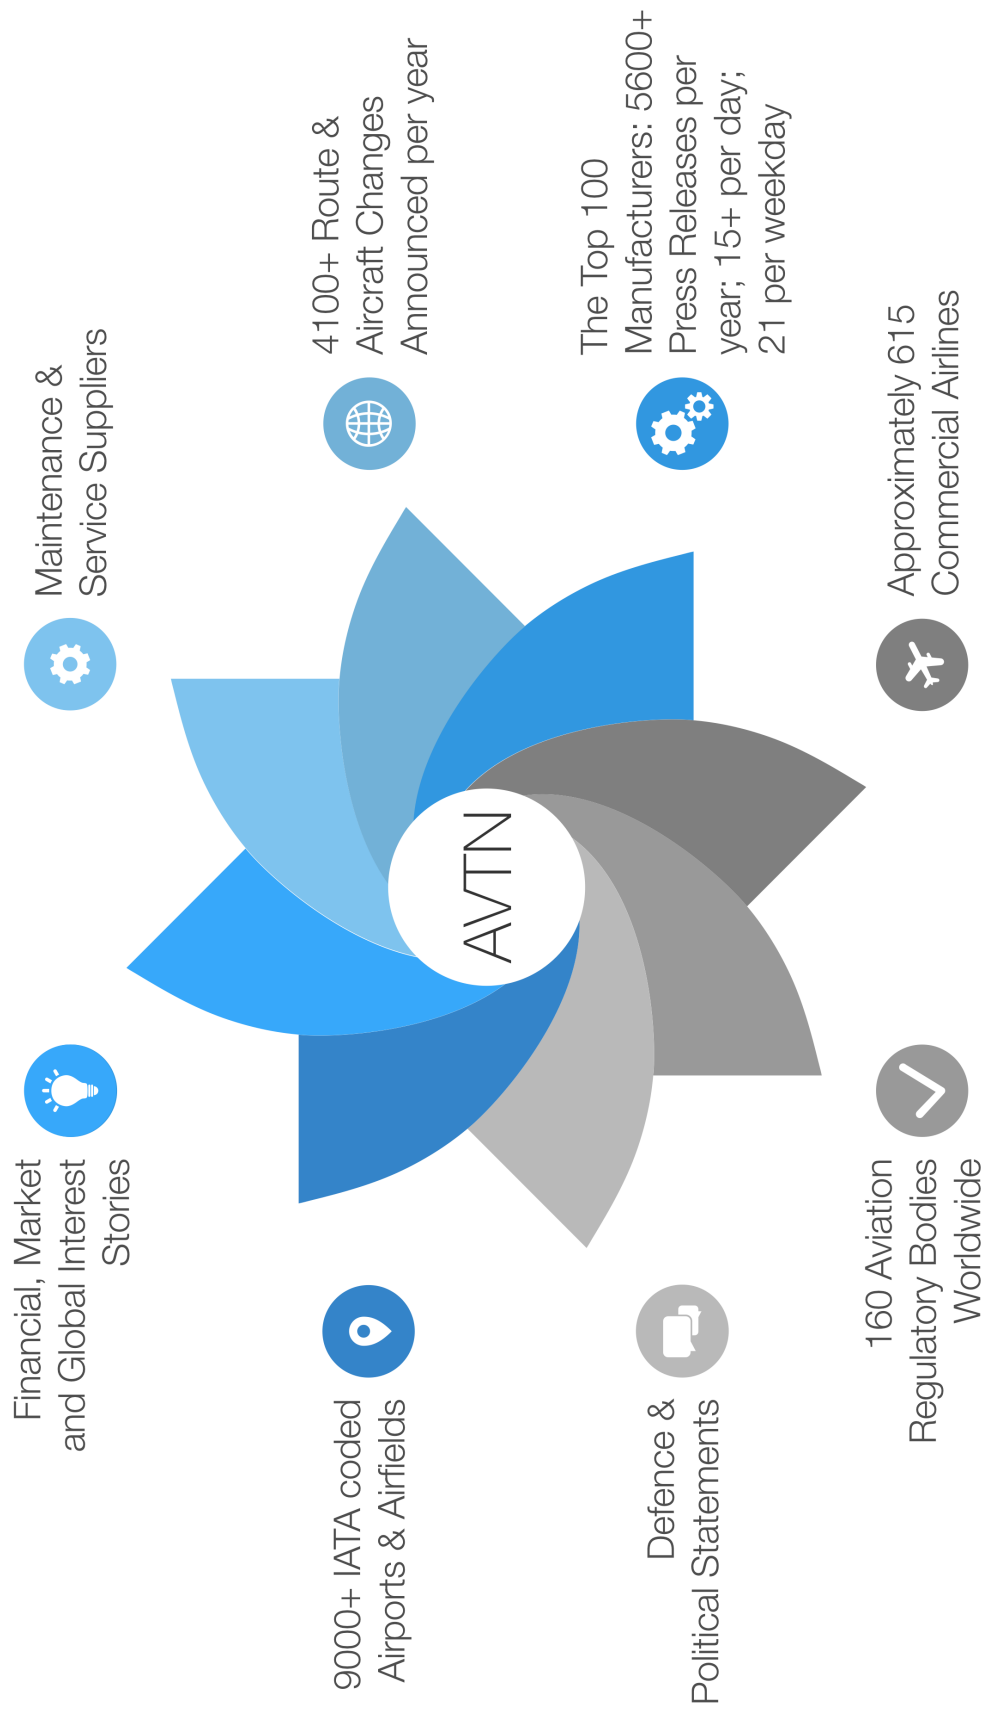 Financial, Market
and Global Interest
Stories
Maintenance &
Service Suppliers
9000+ IATA coded
Airports & Airfields
4100+ Route &
Aircraft Changes
Announced per year
AVTN
Defence &
Political Statements
The Top 100
Manufacturers: 5600+
Press Releases per
year; 15+ per day;
21 per weekday
160 Aviation
Regulatory Bodies
Worldwide
Approximately 615
Commercial Airlines